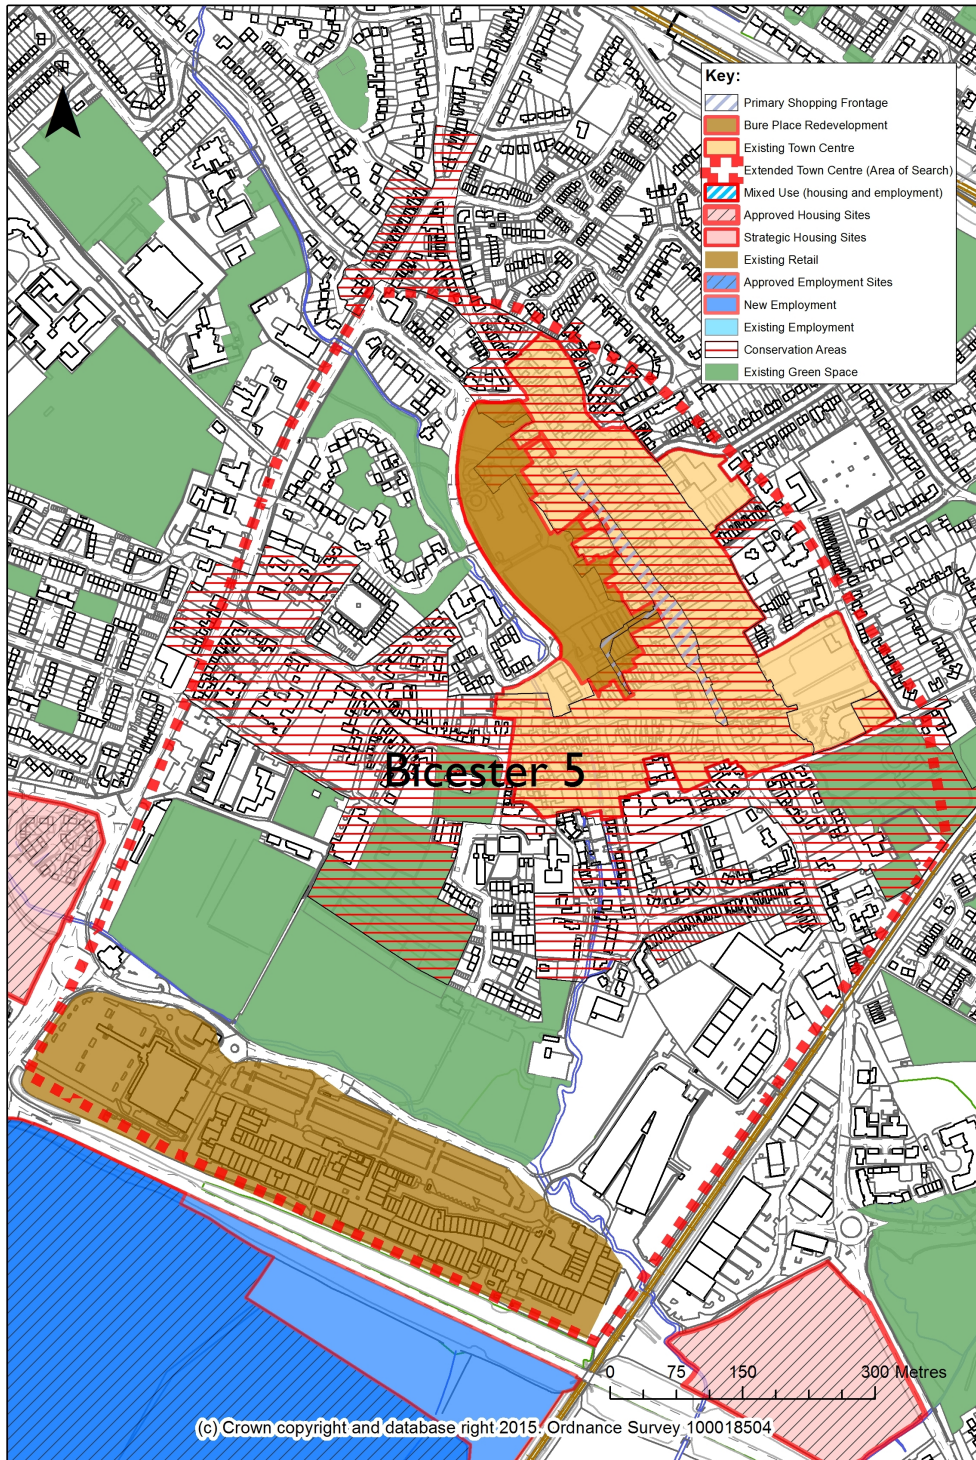 Key:
Primary Shopping Frontage
Bure Place Redevelopment
Existing Town Centre
Extended Town Centre (Area of Search)
Mixed Use (housing and employment)
Approved Housing Sites
Strategic Housing Sites
Existing Retail
Approved Employment Sites
New Employment
Existing Employment
Conservation Areas
Existing Green Space
Bicester 5
0 75 150 300 Metres
(c) Crown copyright and database right 2015. Ordnance Survey 100018504